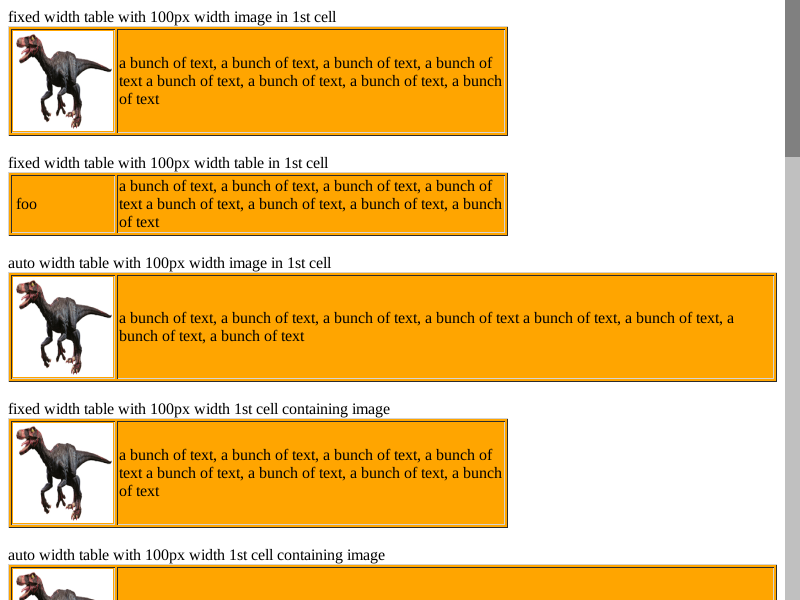 fixed width table with 100px width image in 1st cell
a bunch of text, a bunch of text, a bunch of text, a bunch of
text a bunch of text, a bunch of text, a bunch of text, a bunch
of text
fixed width table with 100px width table in 1st cell
foo
a bunch of text, a bunch of text, a bunch of text, a bunch of
text a bunch of text, a bunch of text, a bunch of text, a bunch
of text
auto width table with 100px width image in 1st cell
a bunch of text, a bunch of text, a bunch of text, a bunch of text a bunch of text, a bunch of text, a
bunch of text, a bunch of text
fixed width table with 100px width 1st cell containing image
a bunch of text, a bunch of text, a bunch of text, a bunch of
text a bunch of text, a bunch of text, a bunch of text, a bunch
of text
auto width table with 100px width 1st cell containing image